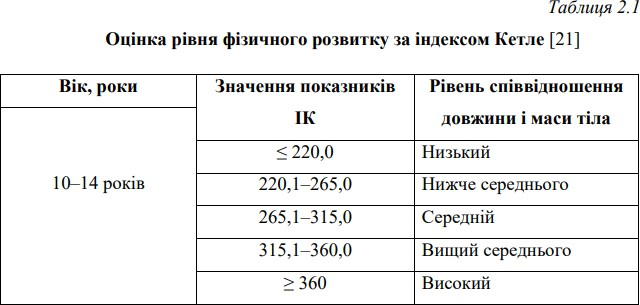 Таблиця 2.1
Оцінка рівня фізичного розвитку за індексом Кетле [21]
Вік, роки
Значення показників
ІК
Рівень співвідношення
довжини і маси тіла
10–14 років
≤ 220,0
Низький
220,1–265,0
Нижче середнього
265,1–315,0
Середній
315,1–360,0
Вищий середнього
≥ 360
Високий